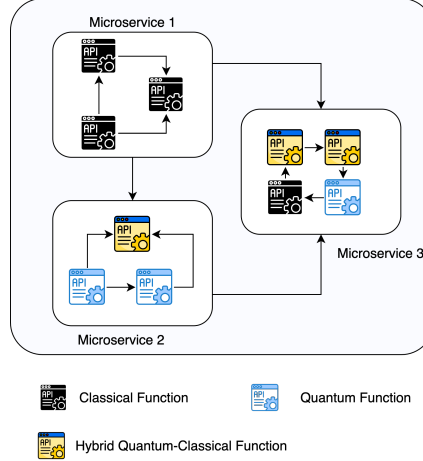 Microservice 1
API
API
API
API
API
API
API
Microservice 3
API
API
API
Microservice 2
API
Classical Function
API
Quantum Function
API
Hybrid Quantum-Classical Function